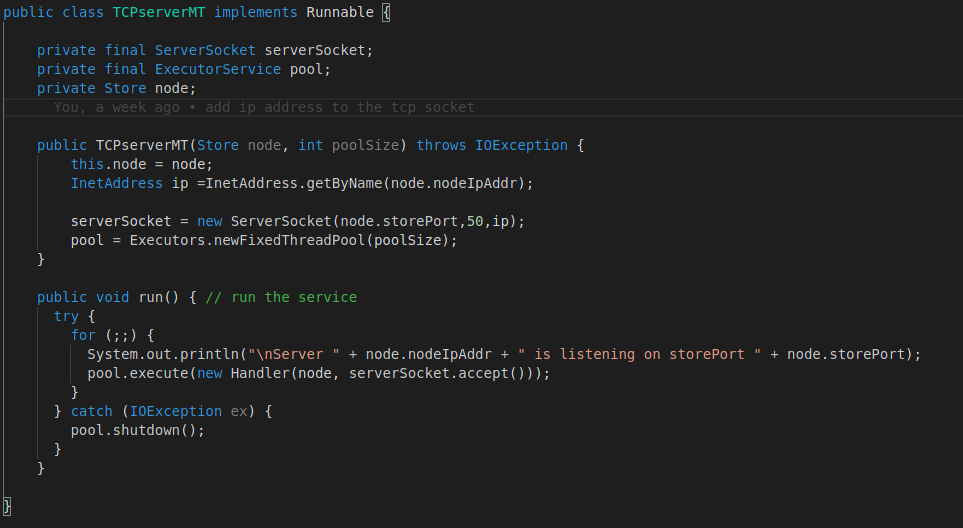 public class TCPserverMT implements Runnable {
private final ServerSocket serverSocket;
private final ExecutorService pool;
private Store node;
You, a week ago • add ip address to the tcp socket
public TCPserverMT(Store node, int poolSize) throws IOException {
this.node = node;
InetAddress ip =InetAddress.getByName(node.nodeIpAddr);
serverSocket = new ServerSocket(node.storePort,50,ip);
pool = Executors.newFixedThreadPool(poolSize);
}
public void run() { // run the service
try {
for (;;) {
System.out.println("\nServer " + node.nodeIpAddr + " is listening on storePort " + node.storePort);
pool.execute(new Handler(node, serverSocket.accept()));
}
} catch (IOException ex) {
pool.shutdown();
}
}
}